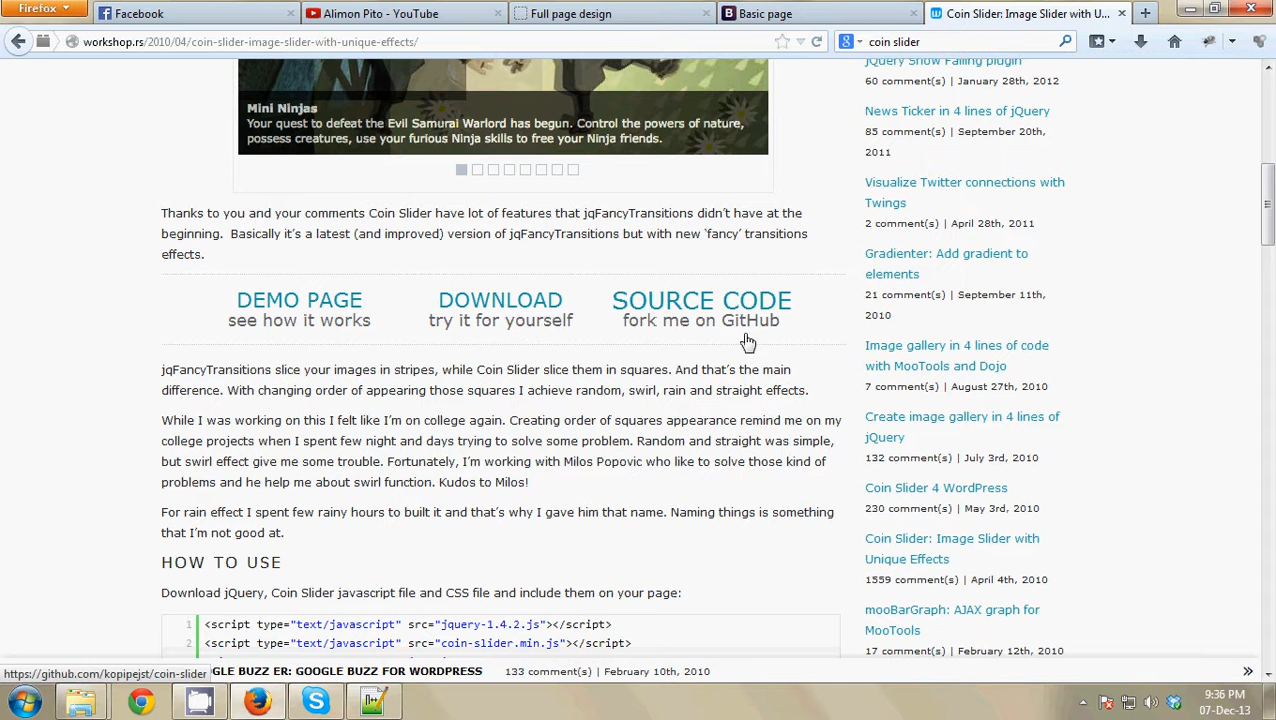 Firefox
Facebook
Alimon Pito - YouTube
Full page design
Basic page
Coin Slider: Image Slider with U...
workshop.rs/2010/04/coin-slider-image-slider-with-unique-effects/
coin slider
Mini Ninjas
Your quest to defeat the Evil Samurai Warlord has begun. Control the powers of nature,
possess creatures, use your furious Ninja skills to free your Ninja friends.
Thanks to you and your comments Coin Slider have lot of features that jqFancyTransitions didn't have at the
beginning. Basically it's a latest (and improved) version of jqFancyTransitions but with new 'fancy' transitions
effects.
DEMO PAGE
see how it works
DOWNLOAD
try it for yourself
SOURCE CODE
fork me on GitHub
jqFancyTransitions slice your images in stripes, while Coin Slider slice them in squares. And that's the main
difference. With changing order of appearing those squares I achieve random, swirl, rain and straight effects.
While I was working on this I felt like I'm on college again. Creating order of squares appearance remind me on my
college projects when I spent few night and days trying to solve some problem. Random and straight was simple,
but swirl effect give me some trouble. Fortunately, I'm working with Milos Popovic who like to solve those kind of
problems and he help me about swirl function. Kudos to Milos!
For rain effect I spent few rainy hours to built it and that's why I gave him that name. Naming things is something
that I'm not good at.
HOW TO USE
Download jQuery, Coin Slider javascript file and CSS file and include them on your page:
1 <script type="text/javascript" src="jquery-1.4.2.js"></script>
2 <script type="text/javascript" src="coin-slider.min.js"></script>
jQuery Snow Falling plugin
60 comment(s) | January 28th, 2012
News Ticker in 4 lines of jQuery
85 comment(s) | September 20th,
2011
Visualize Twitter connections with
Twings
2 comment(s) | April 28th, 2011
Gradienter: Add gradient to
elements
21 comment(s) | September 11th,
2010
Image gallery in 4 lines of code
with MooTools and Dojo
7 comment(s) | August 27th, 2010
Create image gallery in 4 lines of
jQuery
132 comment(s) | July 3rd, 2010
Coin Slider 4 WordPress
230 comment(s) | May 3rd, 2010
Coin Slider: Image Slider with
Unique Effects
1559 comment(s) | April 4th, 2010
mooBarGraph: AJAX graph for
MooTools
17 comment(s) | February 12th, 2010
https://github.com/kopipejst/coin-slider
GLE BUZZ ER: GOOGLE BUZZ FOR WORDPRESS 133 comment(s) | February 10th, 2010
9:36 PM
07-Dec-13